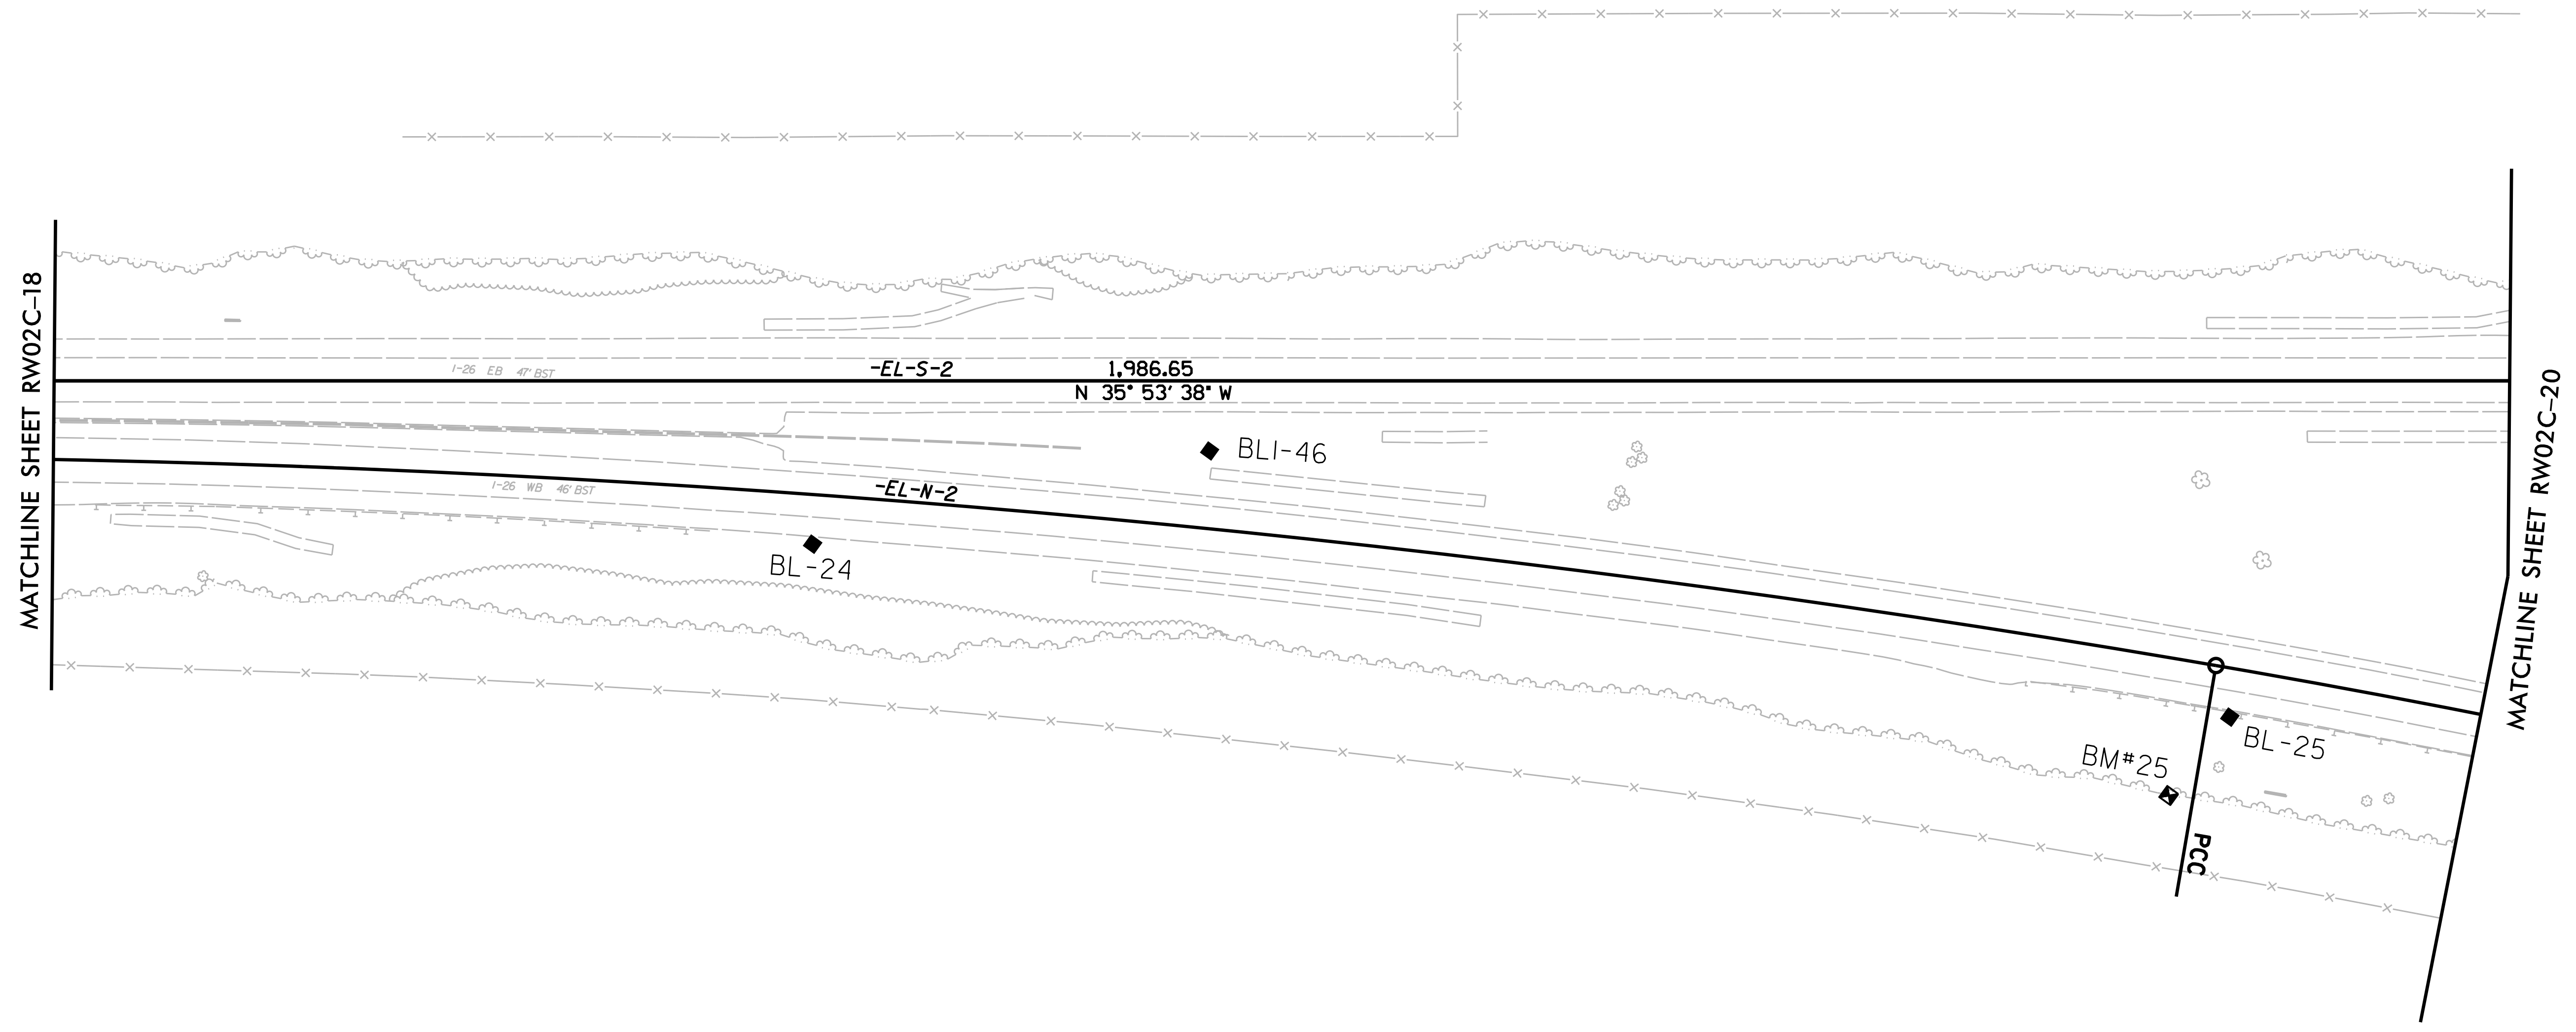 MATCHLINE SHEET RW02C-18
I-26 EB 47' BST
-EL-S-2
1,986.65
N 35° 53' 38" W
BL1-46
I-26 WB 46' BST
-EL-N-2
BL-24
BL-25
BM#25
PCC
MATCHLINE SHEET RW02C-20